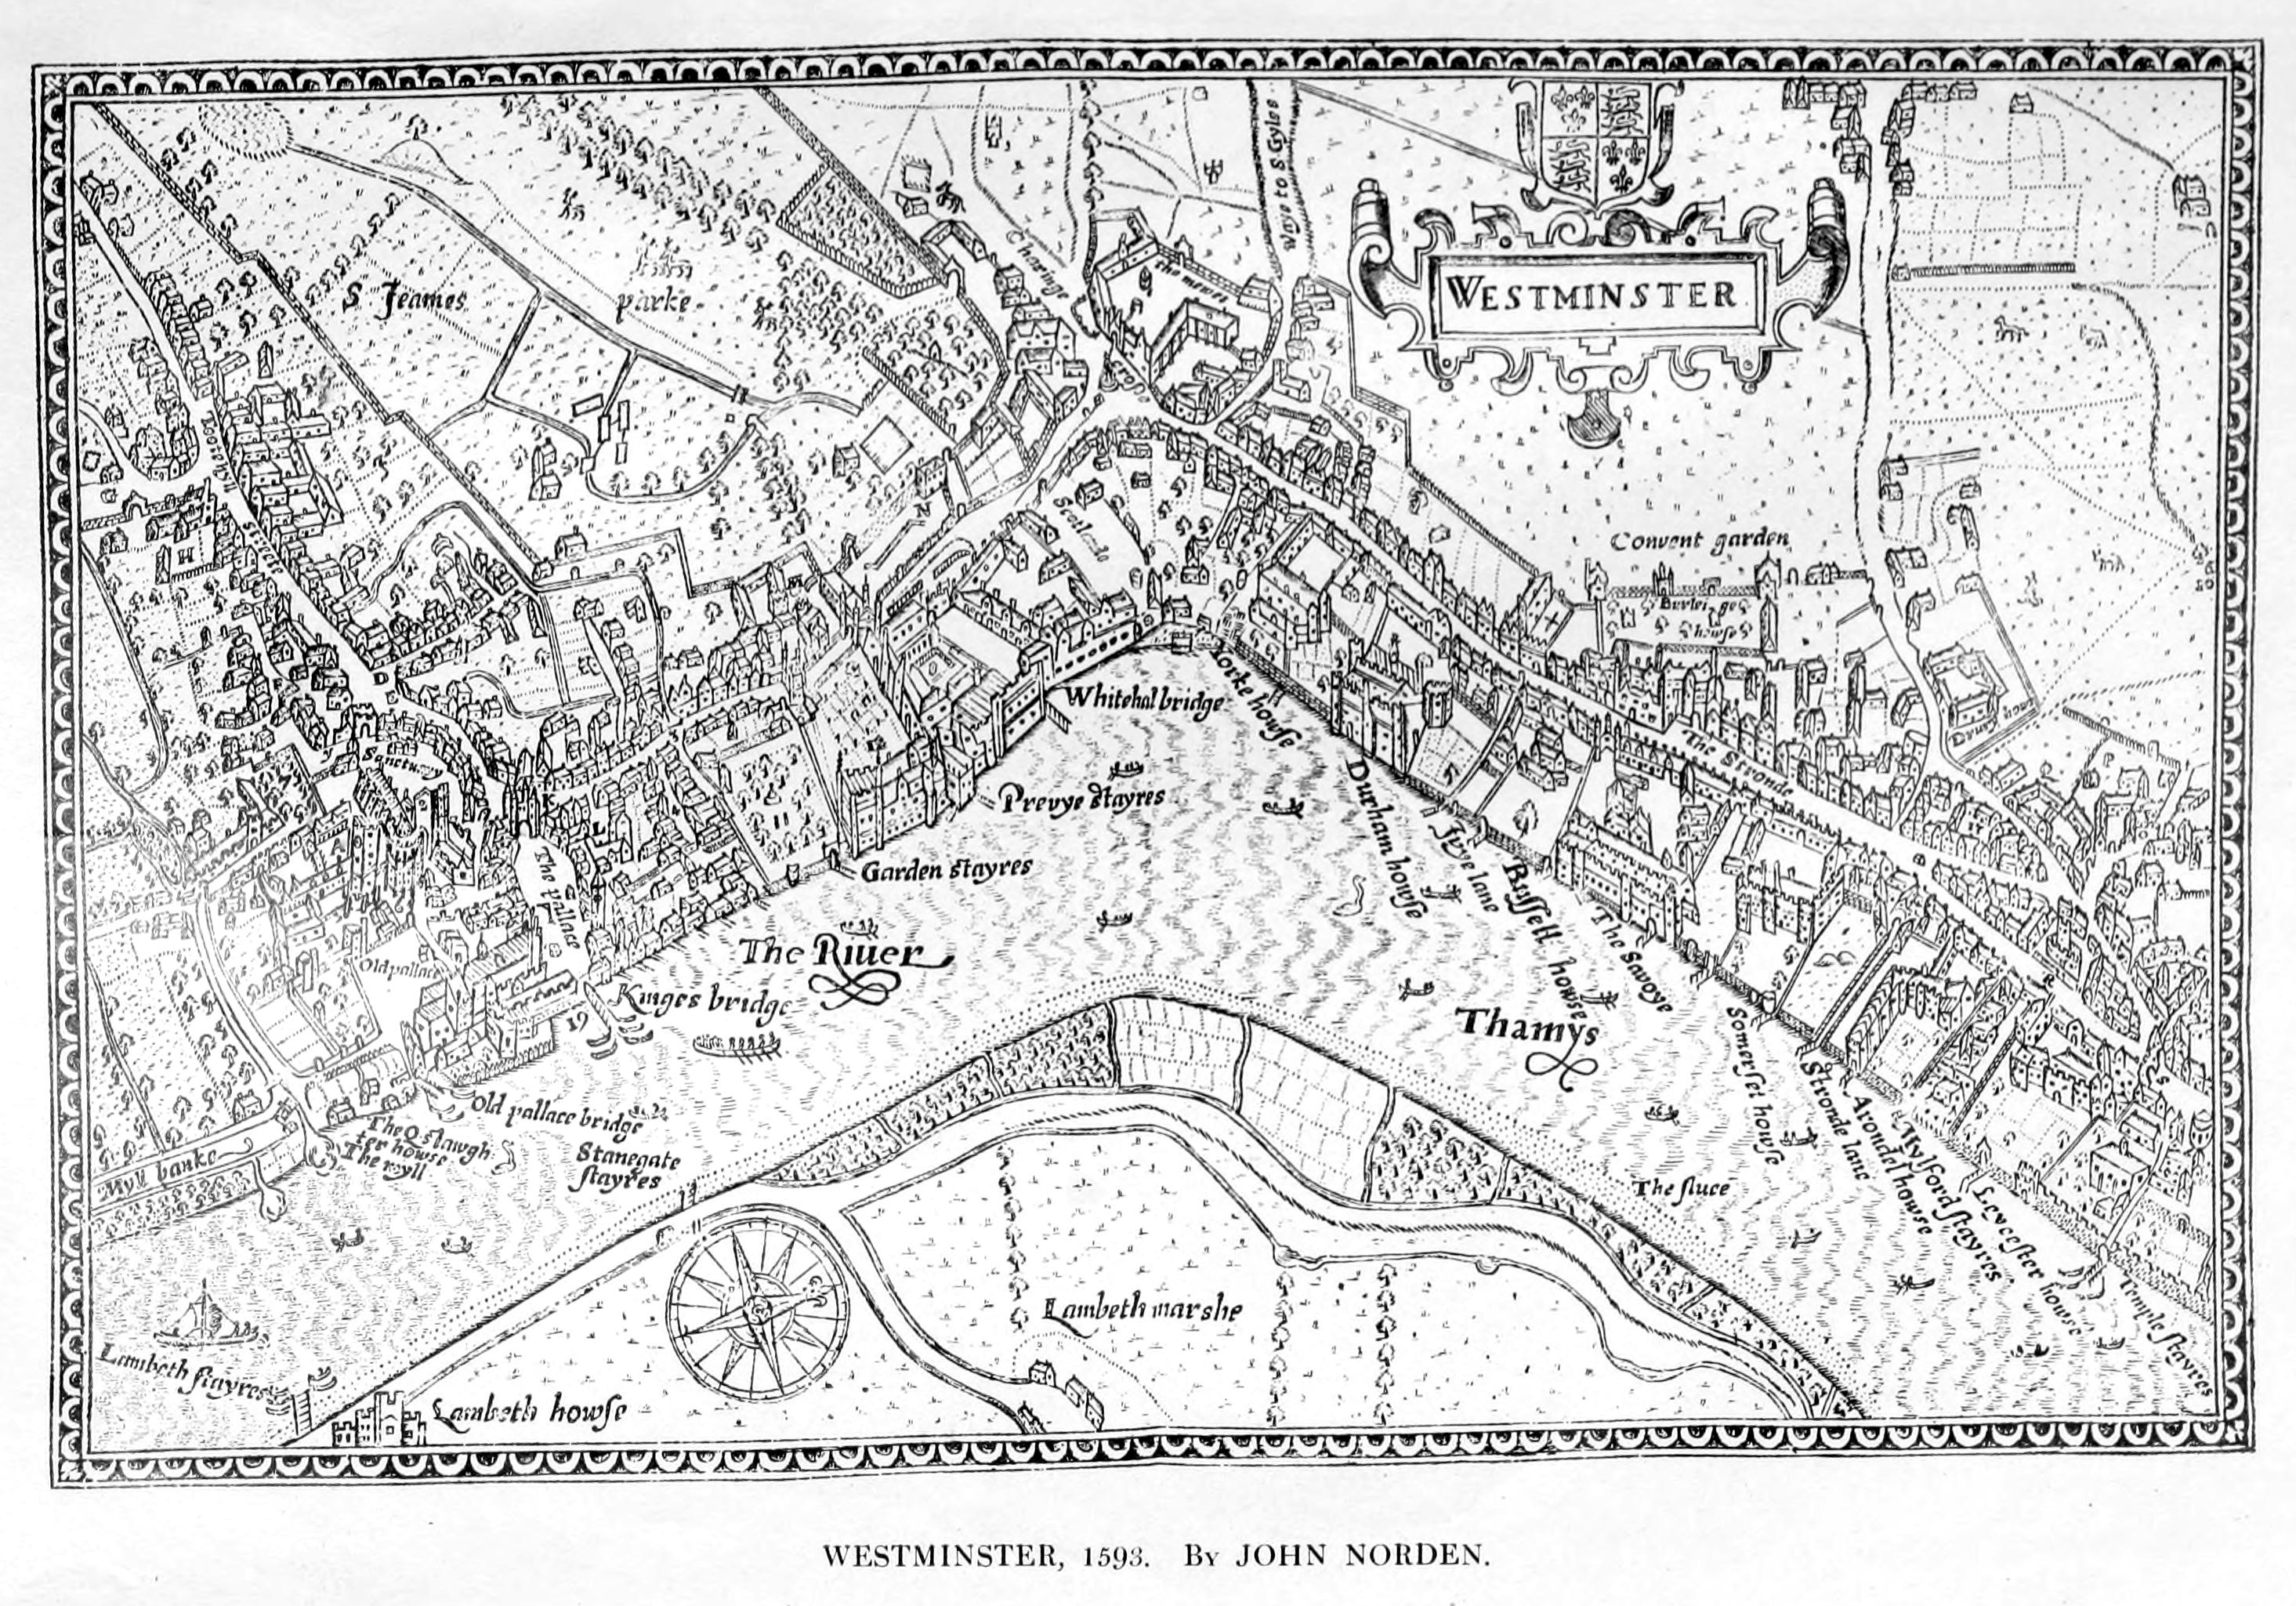 Waye to S Gyles
Charinge
The mewes
WESTMINSTER
S Jeames
parke
Crosse
N
Scotlande
Convent garden
Burleighe
howse
H
Drury howse
M
D
Whitehal bridge
Yorke howse
The Stronde
P
Sanctuary
Prevye stayres
Durham howse
Ivye lane
Russell howse
The Savoye
K
L
A
Garden stayres
The pallace
The River
Old pallace
Kinges bridge
19
Thamys
Somerset howse
Stronde lane
Arondel howse
Mylford stayres
Leycester howse
Temple stayres
Old pallace bridge
The Q slawgh
ter howse
The myll
Stanegate
stayres
Myll banke
The sluce
Lambeth marshe
Lambeth stayres
Lambeth howse
WESTMINSTER, 1593. By JOHN NORDEN.